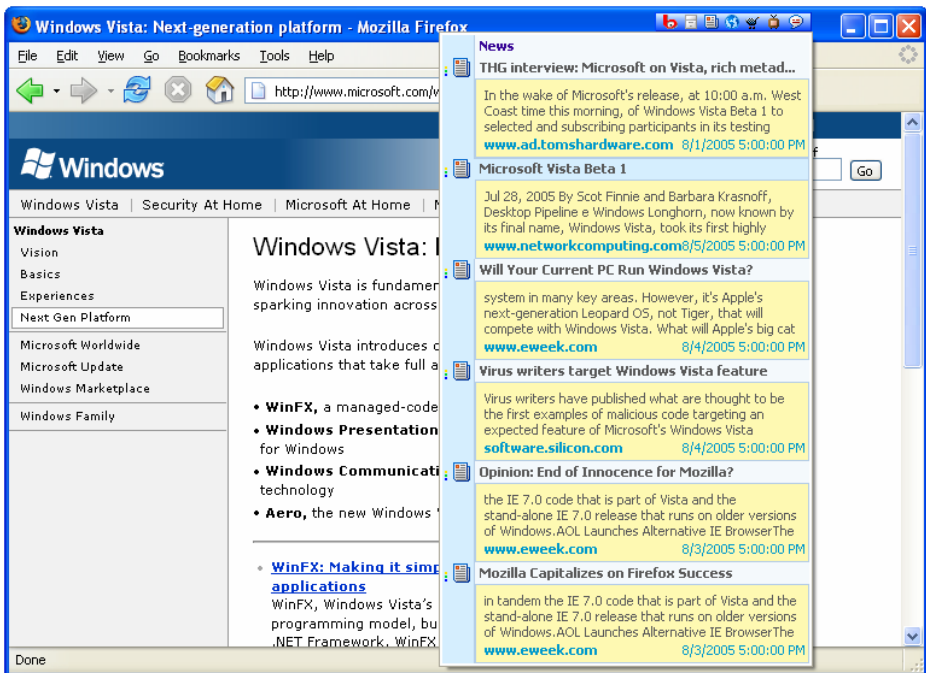 Windows Vista: Next-generation platform - Mozilla Firefox
File Edit View Go Bookmarks Tools Help
http://www.microsoft.com/w
Go
Windows
Windows Vista | Security At Home | Microsoft At Home |
Windows Vista
Vision
Basics
Experiences
Next Gen Platform
Microsoft Worldwide
Microsoft Update
Windows Marketplace
Windows Family
Windows Vista:
Windows Vista is fundamen
sparking innovation across
Windows Vista introduces
applications that take full a
• WinFX, a managed-code
• Windows Presentation
for Windows
• Windows Communicati
technology
• Aero, the new Windows
WinFX: Making it simp
applications
WinFX, Windows Vista's
programming model, bu
.NET Framework. WinFX
Done
News
THG interview: Microsoft on Vista, rich metad...
In the wake of Microsoft's release, at 10:00 a.m. West
Coast time this morning, of Windows Vista Beta 1 to
selected and subscribing participants in its testing
www.ad.tomshardware.com 8/1/2005 5:00:00 PM
Microsoft Vista Beta 1
Jul 28, 2005 By Scot Finnie and Barbara Krasnoff,
Desktop Pipeline e Windows Longhorn, now known by
its final name, Windows Vista, took its first highly
www.networkcomputing.com 8/5/2005 5:00:00 PM
Will Your Current PC Run Windows Vista?
system in many key areas. However, it's Apple's
next-generation Leopard OS, not Tiger, that will
compete with Windows Vista. What will Apple's big cat
www.eweek.com 8/4/2005 5:00:00 PM
Virus writers target Windows Vista feature
Virus writers have published what are thought to be
the first examples of malicious code targeting an
expected feature of Microsoft's Windows Vista
software.silicon.com 8/4/2005 5:00:00 PM
Opinion: End of Innocence for Mozilla?
the IE 7.0 code that is part of Vista and the
stand-alone IE 7.0 release that runs on older versions
of Windows.AOL Launches Alternative IE BrowserThe
www.eweek.com 8/3/2005 5:00:00 PM
Mozilla Capitalizes on Firefox Success
in tandem the IE 7.0 code that is part of Vista and the
stand-alone IE 7.0 release that runs on older versions
of Windows.AOL Launches Alternative IE BrowserThe
www.eweek.com 8/3/2005 5:00:00 PM